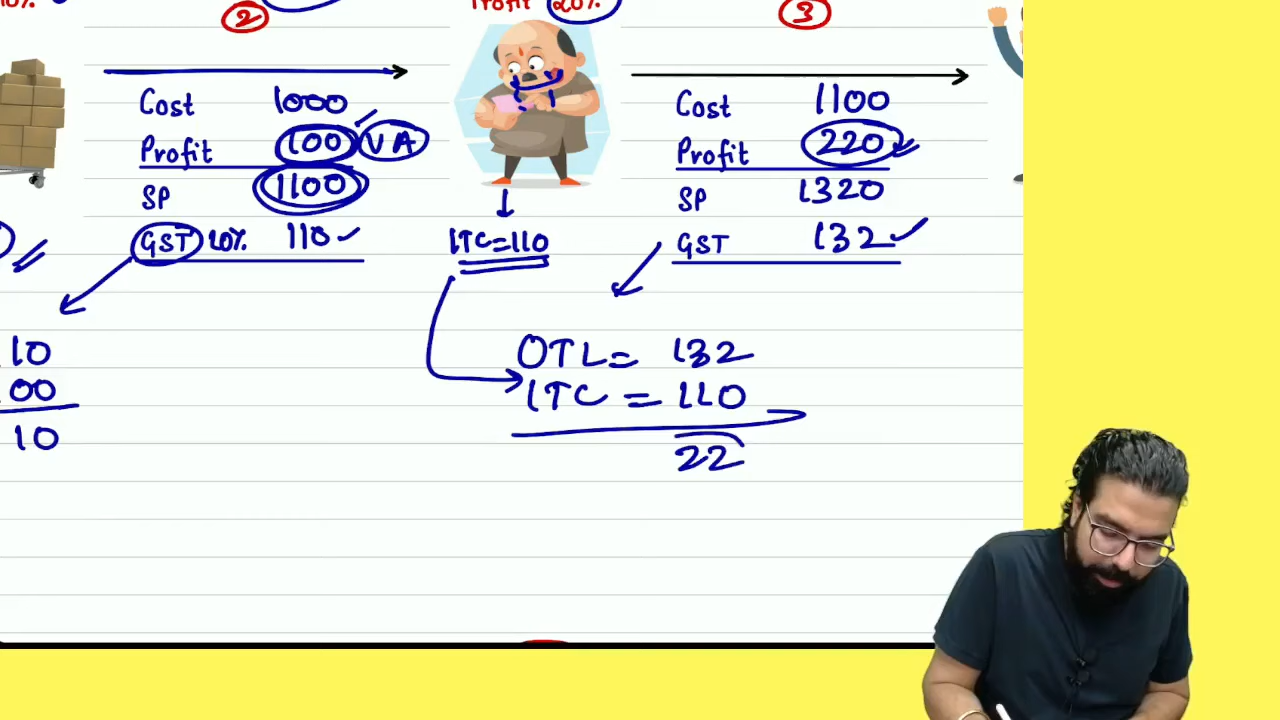 10%
2
Profit 20%
3
Cost 1000
Profit 100 VA
SP 1100
GST 10% 110
ITC=110
Cost 1100
Profit 220
SP 1320
GST 132
10
00
10
OTL= 132
ITC = 110
22